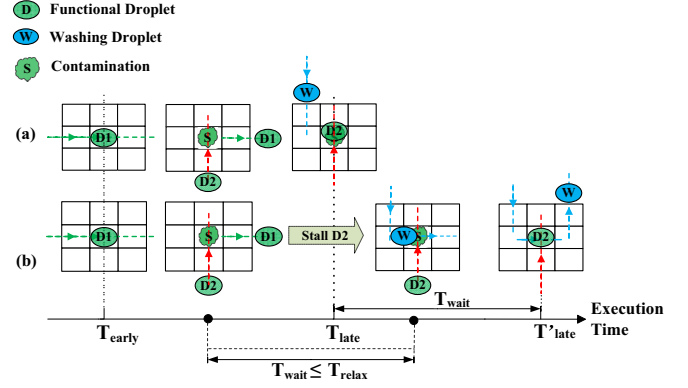 D Functional Droplet
W Washing Droplet
S Contamination
W
(a) D1 S D1 D2
D2
W
(b) D1 S D1 Stall D2 W S D2
D2 D2
Twait
Execution
Tearly Tlate T'late Time
Twait ≤ Trelax